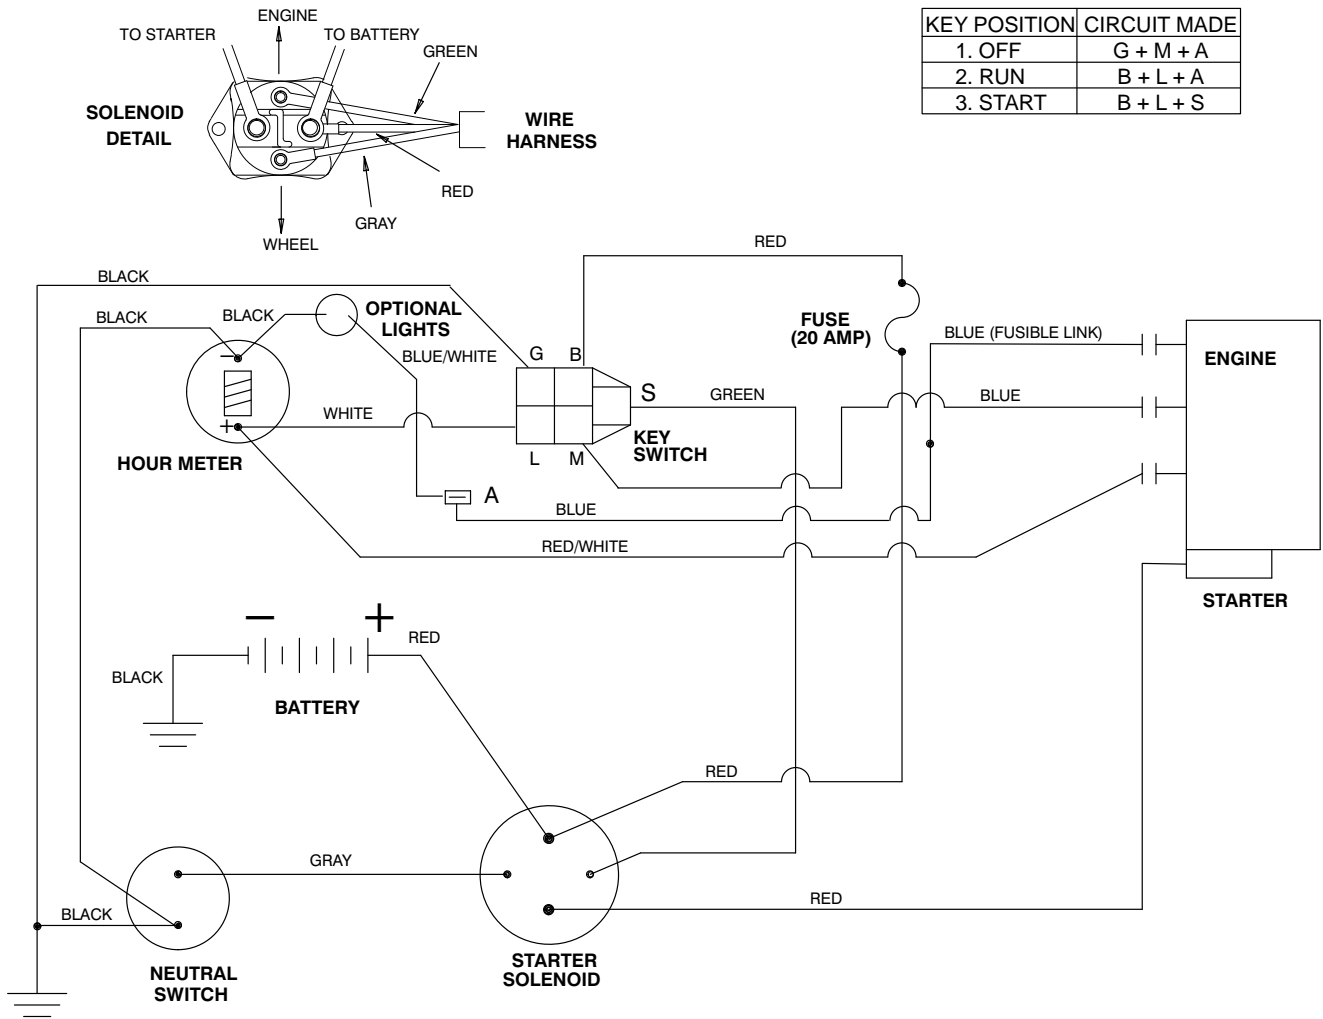 ENGINE
TO STARTER
TO BATTERY
GREEN
SOLENOID
DETAIL
WIRE
HARNESS
RED
GRAY
WHEEL
KEY POSITION CIRCUIT MADE
1. OFF G + M + A
2. RUN B + L + A
3. START B + L + S
RED
BLACK
BLACK
BLACK
OPTIONAL
LIGHTS
FUSE
(20 AMP)
BLUE (FUSIBLE LINK)
ENGINE
BLUE/WHITE
G B
S
GREEN
BLUE
−
+
WHITE
KEY
SWITCH
HOUR METER
L M
A
BLUE
RED/WHITE
STARTER
− +
RED
BLACK
BATTERY
RED
GRAY
RED
BLACK
STARTER
SOLENOID
NEUTRAL
SWITCH